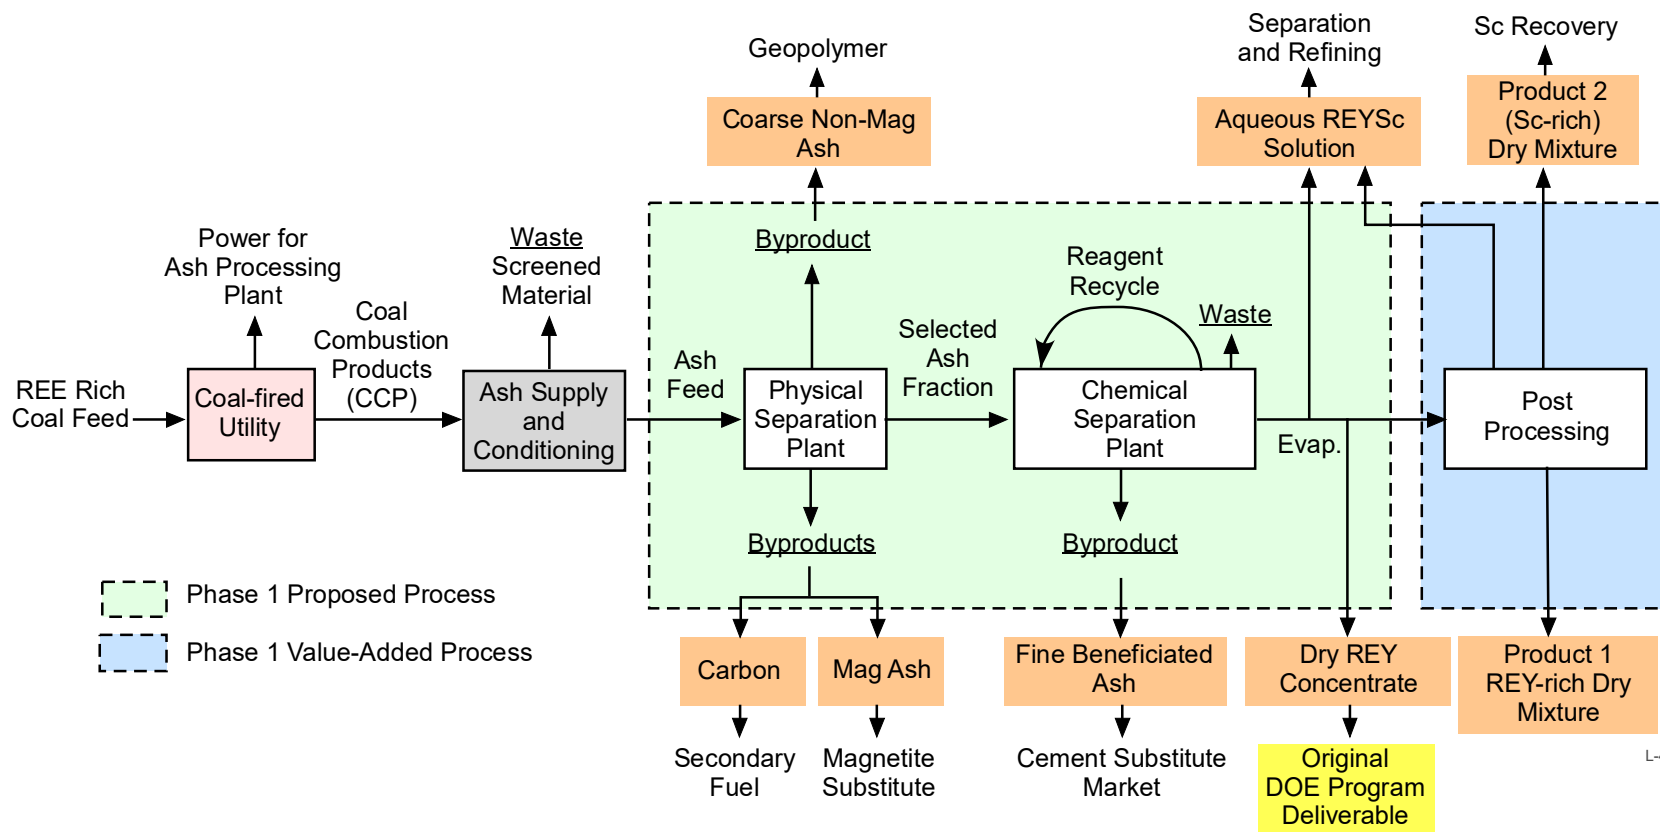 Separation
and Refining
Sc Recovery
Geopolymer
Product 2
(Sc-rich)
Dry Mixture
Coarse Non-Mag
Ash
Aqueous REYSc
Solution
Power for
Ash Processing
Plant
Waste
Screened
Material
Byproduct
Reagent
Recycle
Coal
Combustion
Products
(CCP)
Waste
Selected
Ash
Fraction
Ash
Feed
REE Rich
Coal Feed
Coal-fired
Utility
Ash Supply
and
Conditioning
Physical
Separation
Plant
Chemical
Separation
Plant
Evap.
Post
Processing
Byproducts
Byproduct
Phase 1 Proposed Process
Phase 1 Value-Added Process
Carbon
Mag Ash
Fine Beneficiated
Ash
Dry REY
Concentrate
Product 1
REY-rich Dry
Mixture
Secondary
Fuel
Magnetite
Substitute
Cement Substitute
Market
Original
DOE Program
Deliverable